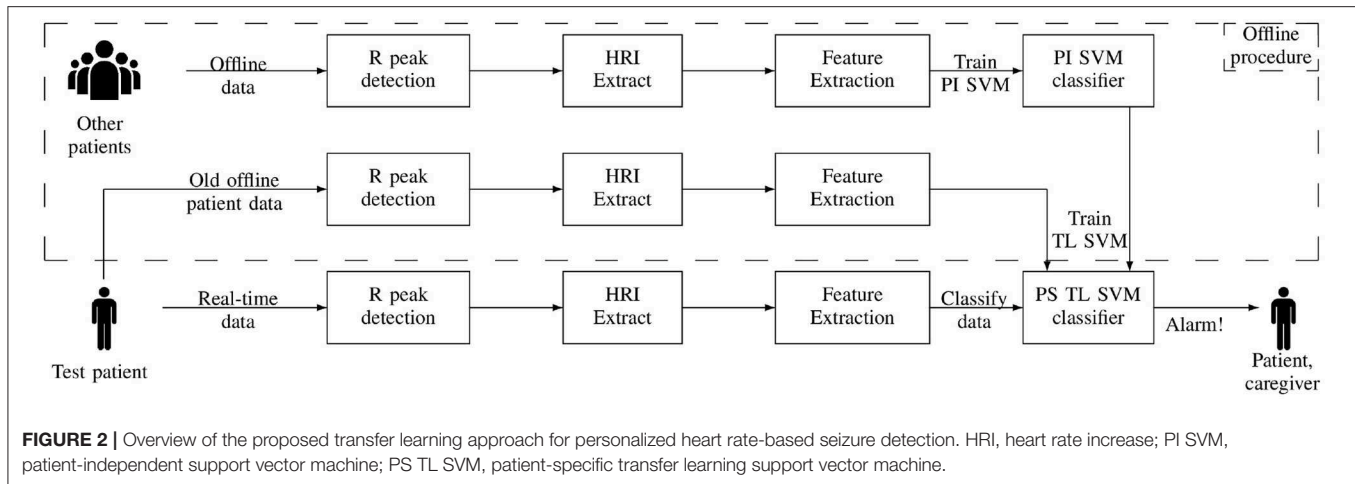 Offline
procedure
Other
patients
Offline
data
R peak
detection
HRI
Extract
Feature
Extraction
Train
PI SVM
PI SVM
classifier
Old offline
patient data
R peak
detection
HRI
Extract
Feature
Extraction
Train
TL SVM
Test patient
Real-time
data
R peak
detection
HRI
Extract
Feature
Extraction
Classify
data
PS TL SVM
classifier
Alarm!
Patient,
caregiver
FIGURE 2 | Overview of the proposed transfer learning approach for personalized heart rate-based seizure detection. HRI, heart rate increase; PI SVM,
patient-independent support vector machine; PS TL SVM, patient-specific transfer learning support vector machine.